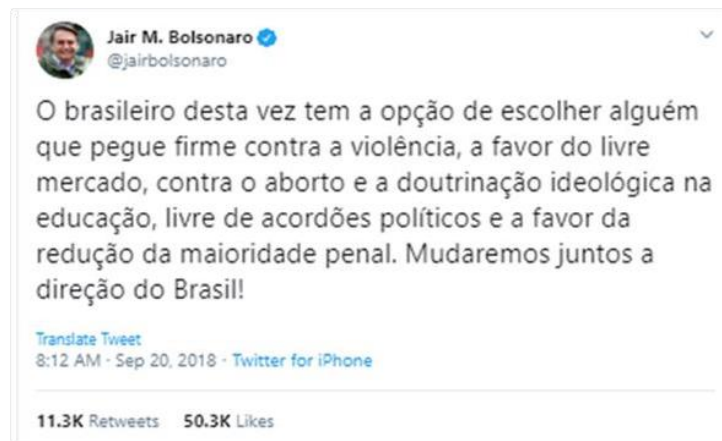 Jair M. Bolsonaro
@jairbolsonaro
O brasileiro desta vez tem a opção de escolher alguém
que pegue firme contra a violência, a favor do livre
mercado, contra o aborto e a doutrinação ideológica na
educação, livre de acordões políticos e a favor da
redução da maioridade penal. Mudaremos juntos a
direção do Brasil!
Translate Tweet
8:12 AM · Sep 20, 2018 · Twitter for iPhone
11.3K Retweets 50.3K Likes